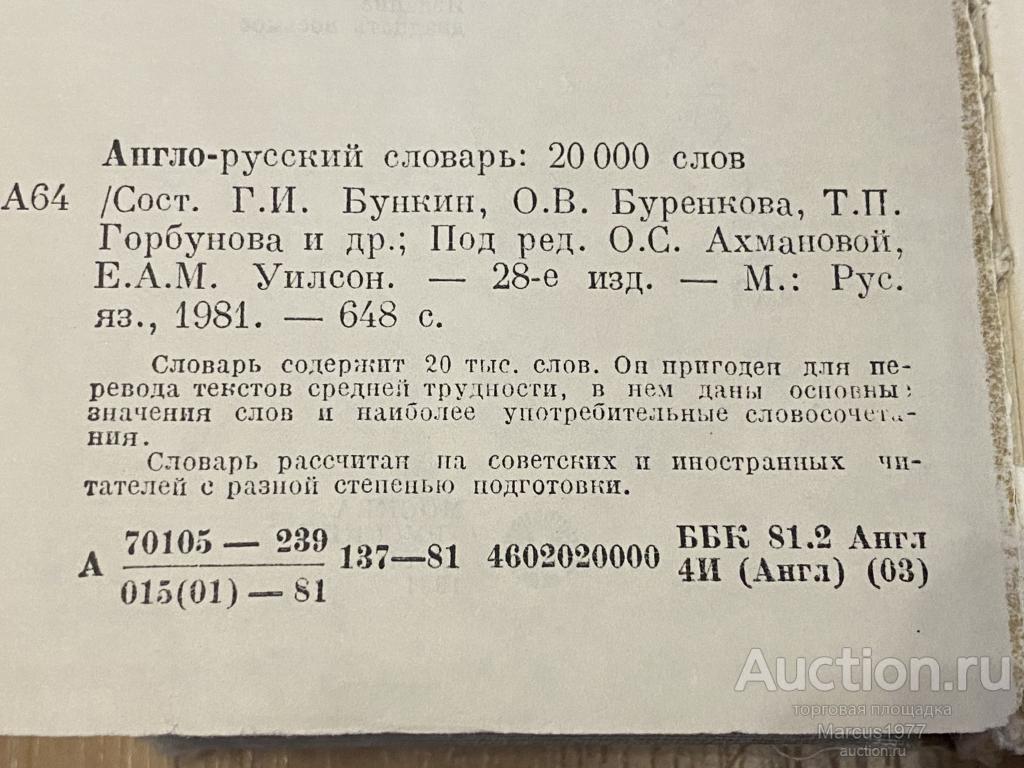 Англо-русский словарь: 20 000 слов
А64 /Сост. Г.И. Бункин, О.В. Буренкова, Т.П.
Горбунова и др.; Под ред. О.С. Ахмановой,
Е.А.М. Уилсон. — 28-е изд. — М.: Рус.
яз., 1981. — 648 с.
Словарь содержит 20 тыс. слов. Он пригоден для пе-
ревода текстов средней трудности, в нем даны основные
значения слов и наиболее употребительные словосочета-
ния.
Словарь рассчитан на советских и иностранных чи-
тателей с разной степенью подготовки.
А 70105 — 239 137—81 4602020000 ББК 81.2 Англ
015(01) — 81 4И (Англ) (03)
Auction.ru
торговая площадка
Marcus1977
auction.ru